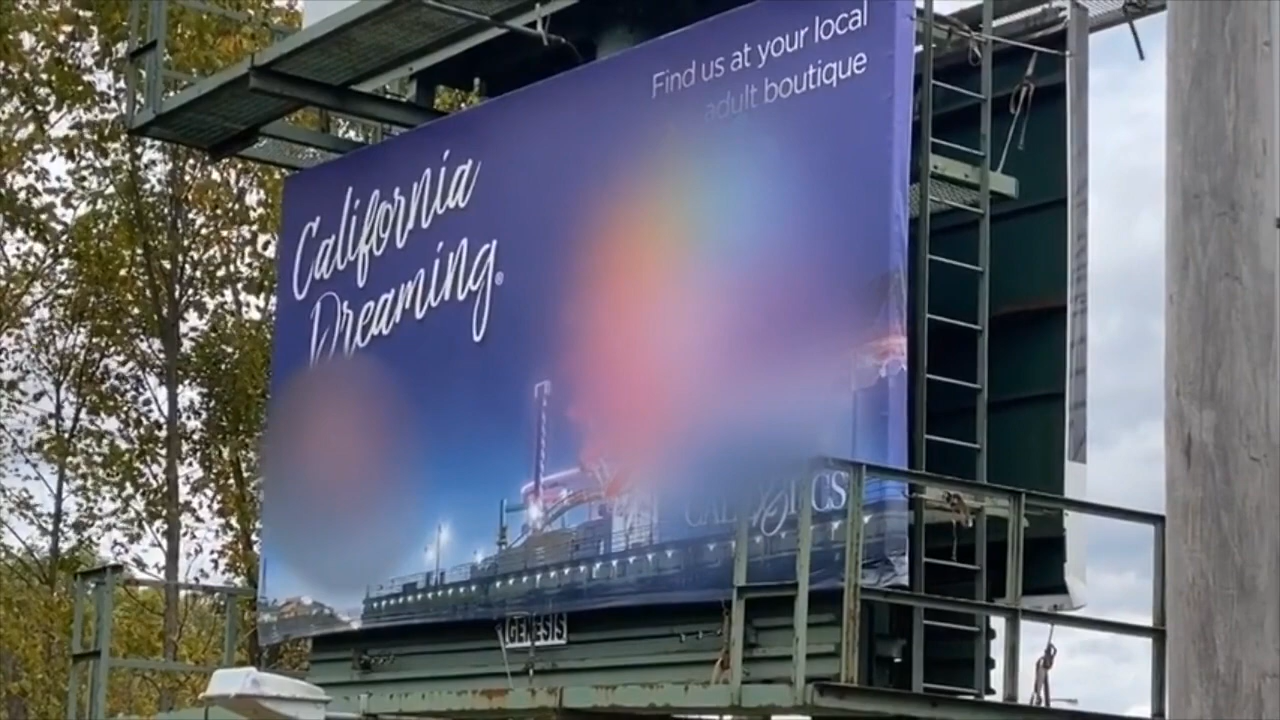 Find us at your local
adult boutique
California
Dreaming®
GENESIS